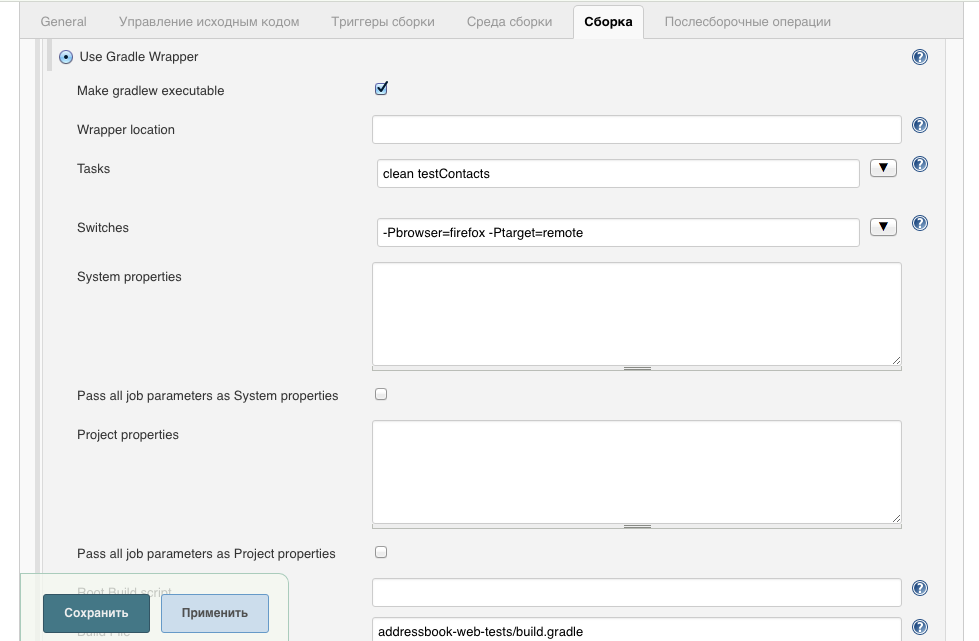 General Управление исходным кодом Триггеры сборки Среда сборки Сборка Послесборочные операции
Use Gradle Wrapper
Make gradlew executable
Wrapper location
Tasks clean testContacts
Switches -Pbrowser=firefox -Ptarget=remote
System properties
Pass all job parameters as System properties
Project properties
Pass all job parameters as Project properties
Root Build script
Сохранить Применить
Build File addressbook-web-tests/build.gradle